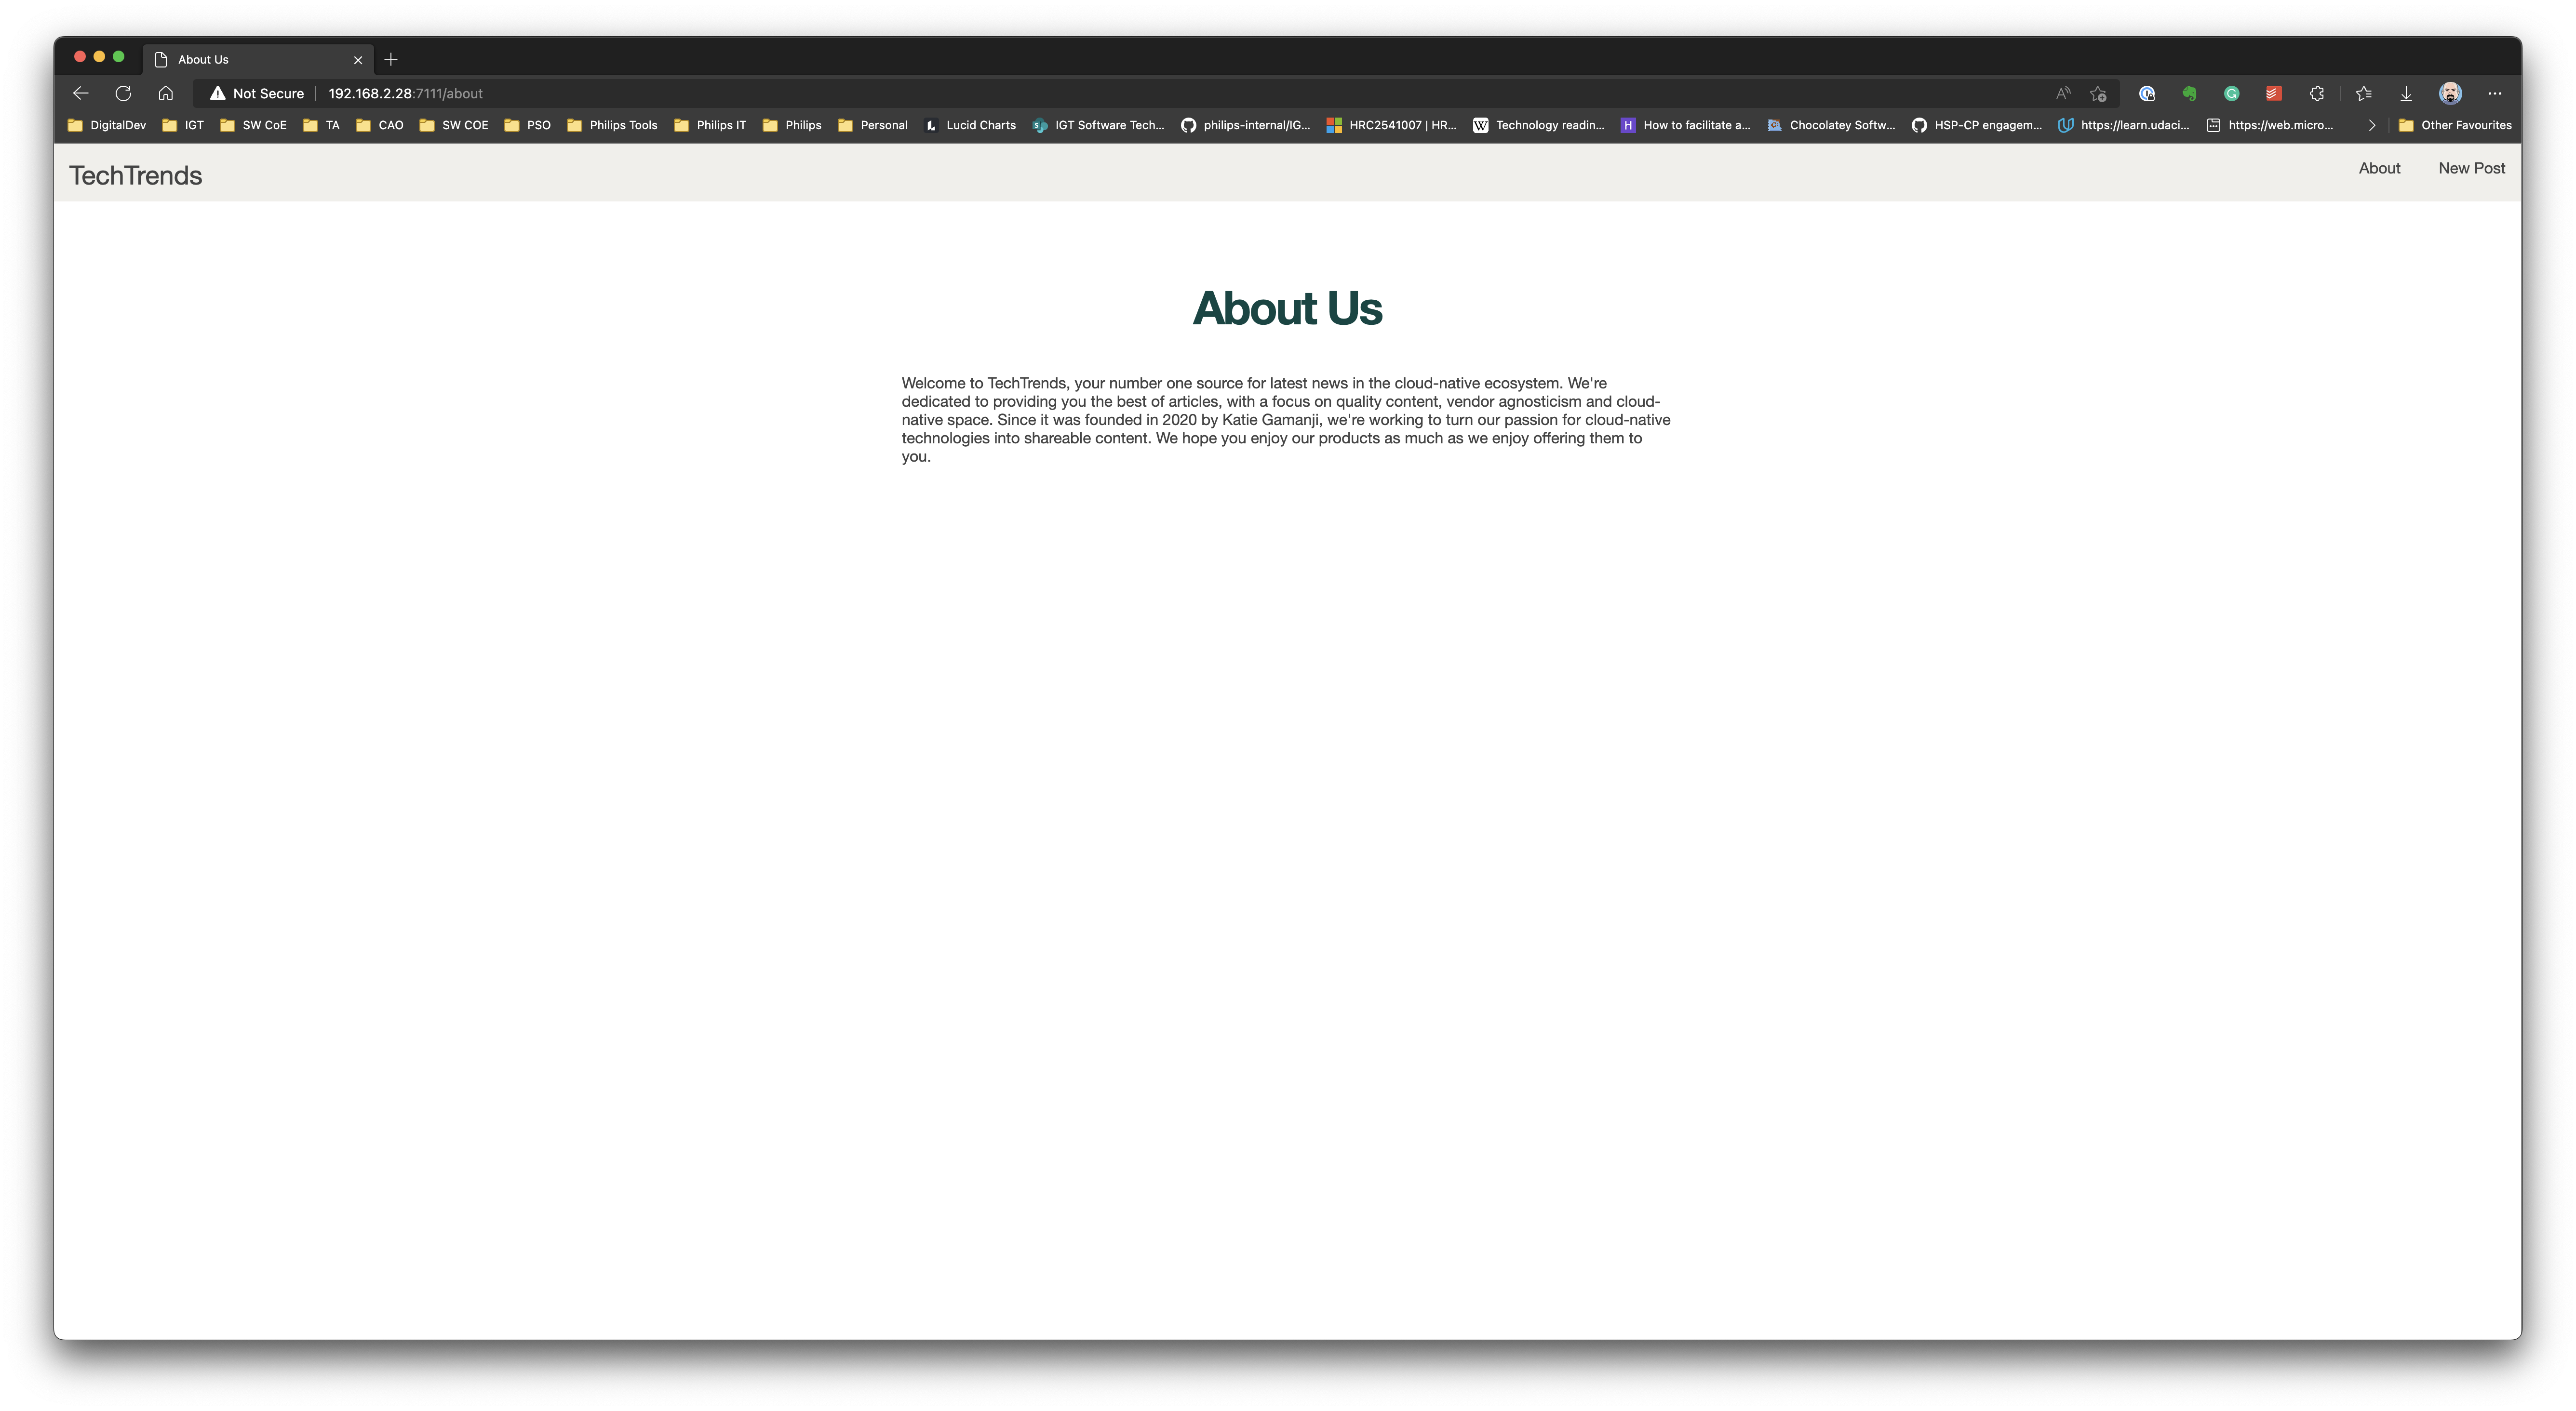 About Us
Not Secure 192.168.2.28:7111/about
DigitalDev IGT SW CoE TA CAO SW COE PSO Philips Tools Philips IT Philips Personal Lucid Charts IGT Software Tech... philips-internal/IG... HRC2541007 | HR... Technology readin... How to facilitate a... Chocolatey Softw... HSP-CP engagem... https://learn.udaci... https://web.micro... Other Favourites
TechTrends About New Post
About Us
Welcome to TechTrends, your number one source for latest news in the cloud-native ecosystem. We're
dedicated to providing you the best of articles, with a focus on quality content, vendor agnosticism and cloud-
native space. Since it was founded in 2020 by Katie Gamanji, we're working to turn our passion for cloud-native
technologies into shareable content. We hope you enjoy our products as much as we enjoy offering them to
you.